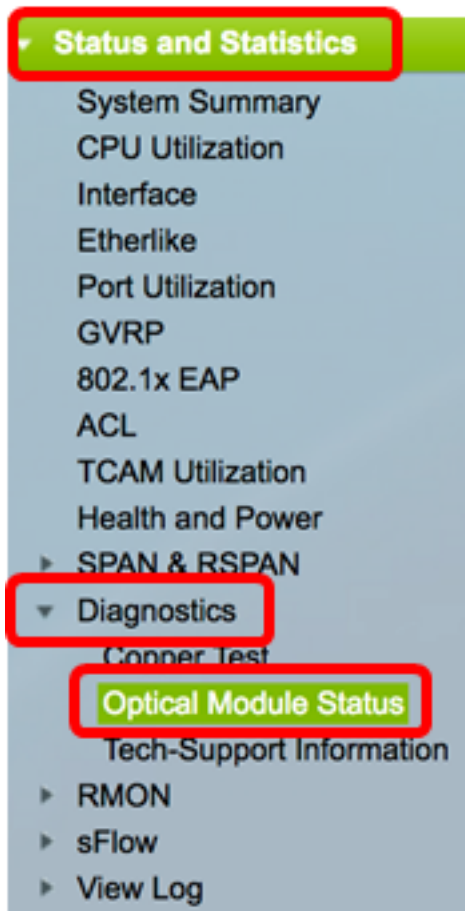 Status and Statistics
System Summary
CPU Utilization
Interface
Etherlike
Port Utilization
GVRP
802.1x EAP
ACL
TCAM Utilization
Health and Power
SPAN & RSPAN
Diagnostics
Copper Test
Optical Module Status
Tech-Support Information
RMON
sFlow
View Log